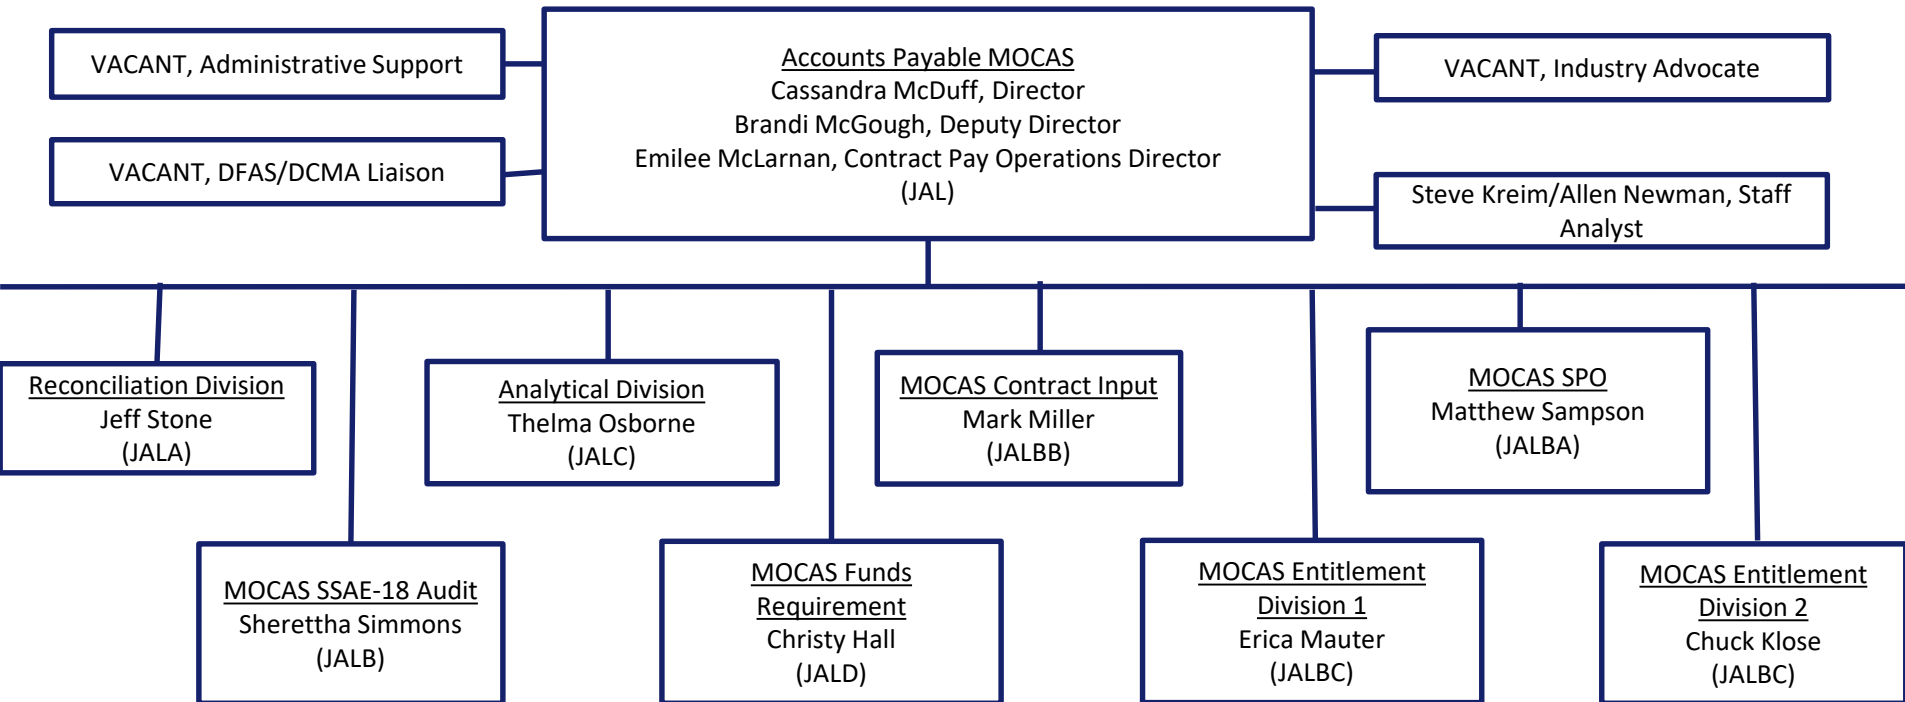 VACANT, Administrative Support
VACANT, DFAS/DCMA Liaison
Accounts Payable MOCAS
Cassandra McDuff, Director
Brandi McGough, Deputy Director
Emilee McLarnan, Contract Pay Operations Director
(JAL)
VACANT, Industry Advocate
Steve Kreim/Allen Newman, Staff
Analyst
Reconciliation Division
Jeff Stone
(JALA)
MOCAS SSAE-18 Audit
Sherettha Simmons
(JALB)
Analytical Division
Thelma Osborne
(JALC)
MOCAS Funds
Requirement
Christy Hall
(JALD)
MOCAS Contract Input
Mark Miller
(JALBB)
MOCAS Entitlement
Division 1
Erica Mauter
(JALBC)
MOCAS SPO
Matthew Sampson
(JALBA)
MOCAS Entitlement
Division 2
Chuck Klose
(JALBC)